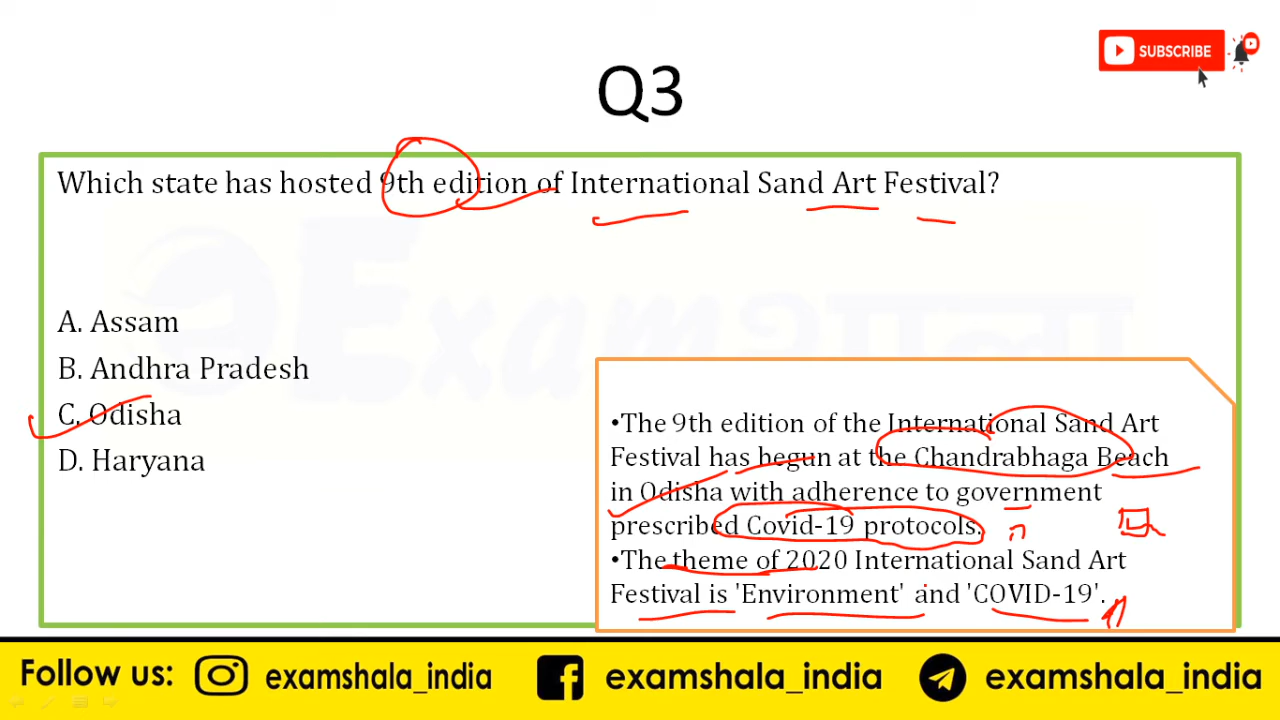 SUBSCRIBE
Q3
Which state has hosted 9th edition of International Sand Art Festival?
eExamशाला
A. Assam
B. Andhra Pradesh
C. Odisha
D. Haryana
•The 9th edition of the International Sand Art
Festival has begun at the Chandrabhaga Beach
in Odisha with adherence to government
prescribed Covid-19 protocols.
•The theme of 2020 International Sand Art
Festival is 'Environment' and 'COVID-19'.
Follow us: examshala_india examshala_india examshala_india